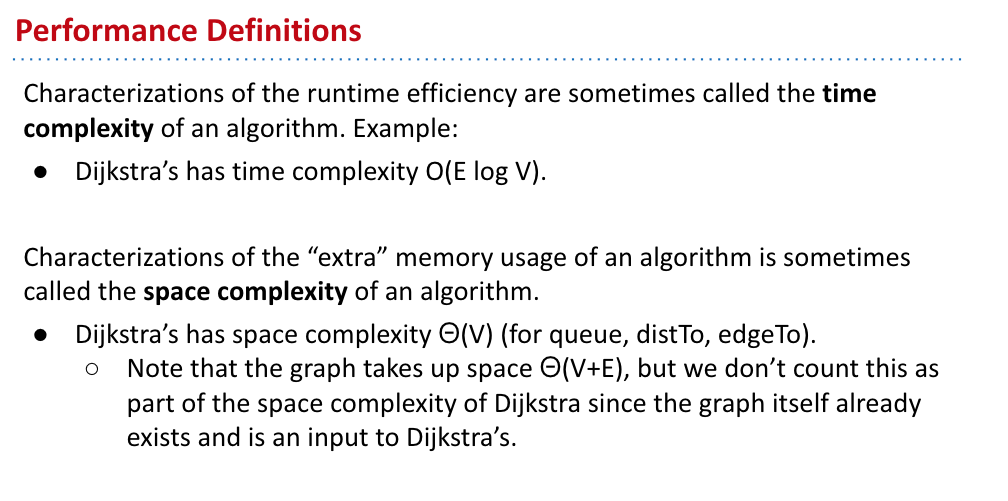 Performance Definitions
Characterizations of the runtime efficiency are sometimes called the time
complexity of an algorithm. Example:
● Dijkstra’s has time complexity O(E log V).
Characterizations of the “extra” memory usage of an algorithm is sometimes
called the space complexity of an algorithm.
● Dijkstra’s has space complexity Θ(V) (for queue, distTo, edgeTo).
○ Note that the graph takes up space Θ(V+E), but we don’t count this as
part of the space complexity of Dijkstra since the graph itself already
exists and is an input to Dijkstra’s.